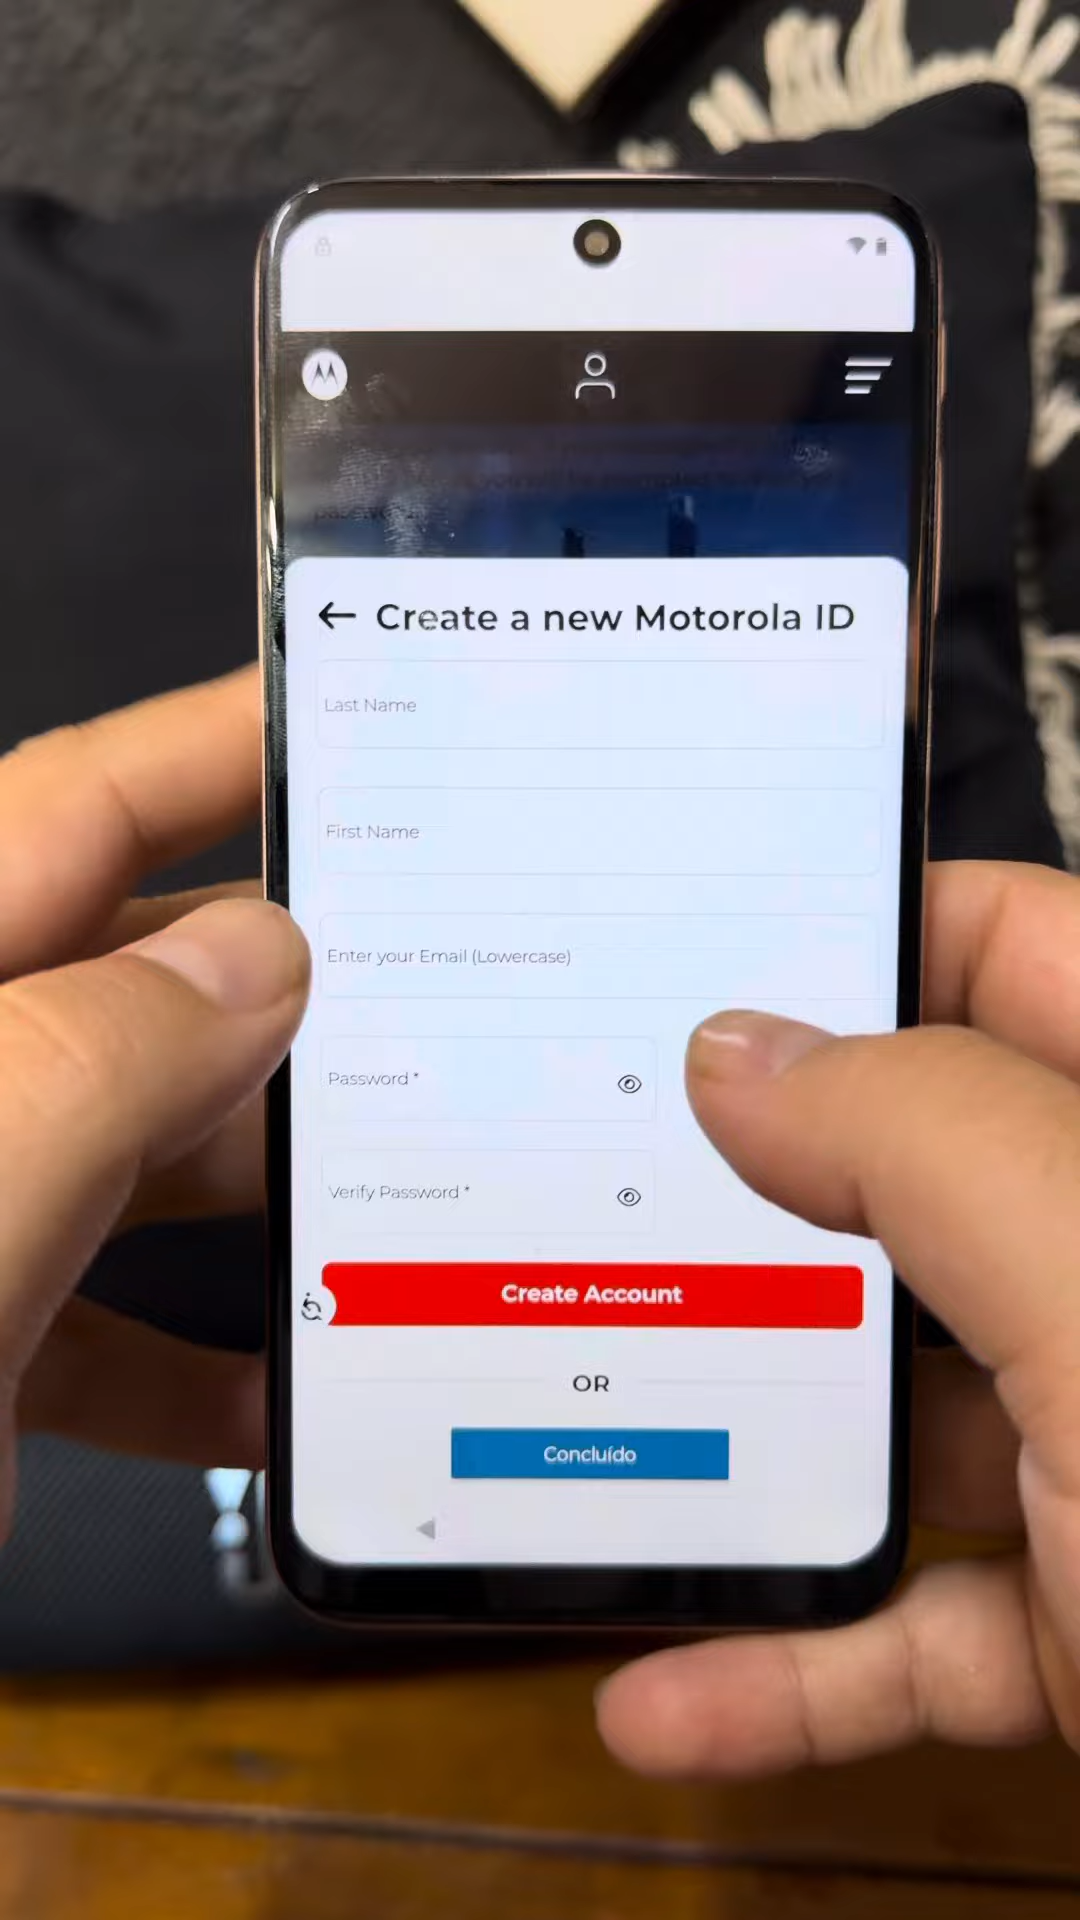 Create a new Motorola ID
Last Name
First Name
Enter your Email (Lowercase)
Password *
Verify Password *
Create Account
OR
Concluído